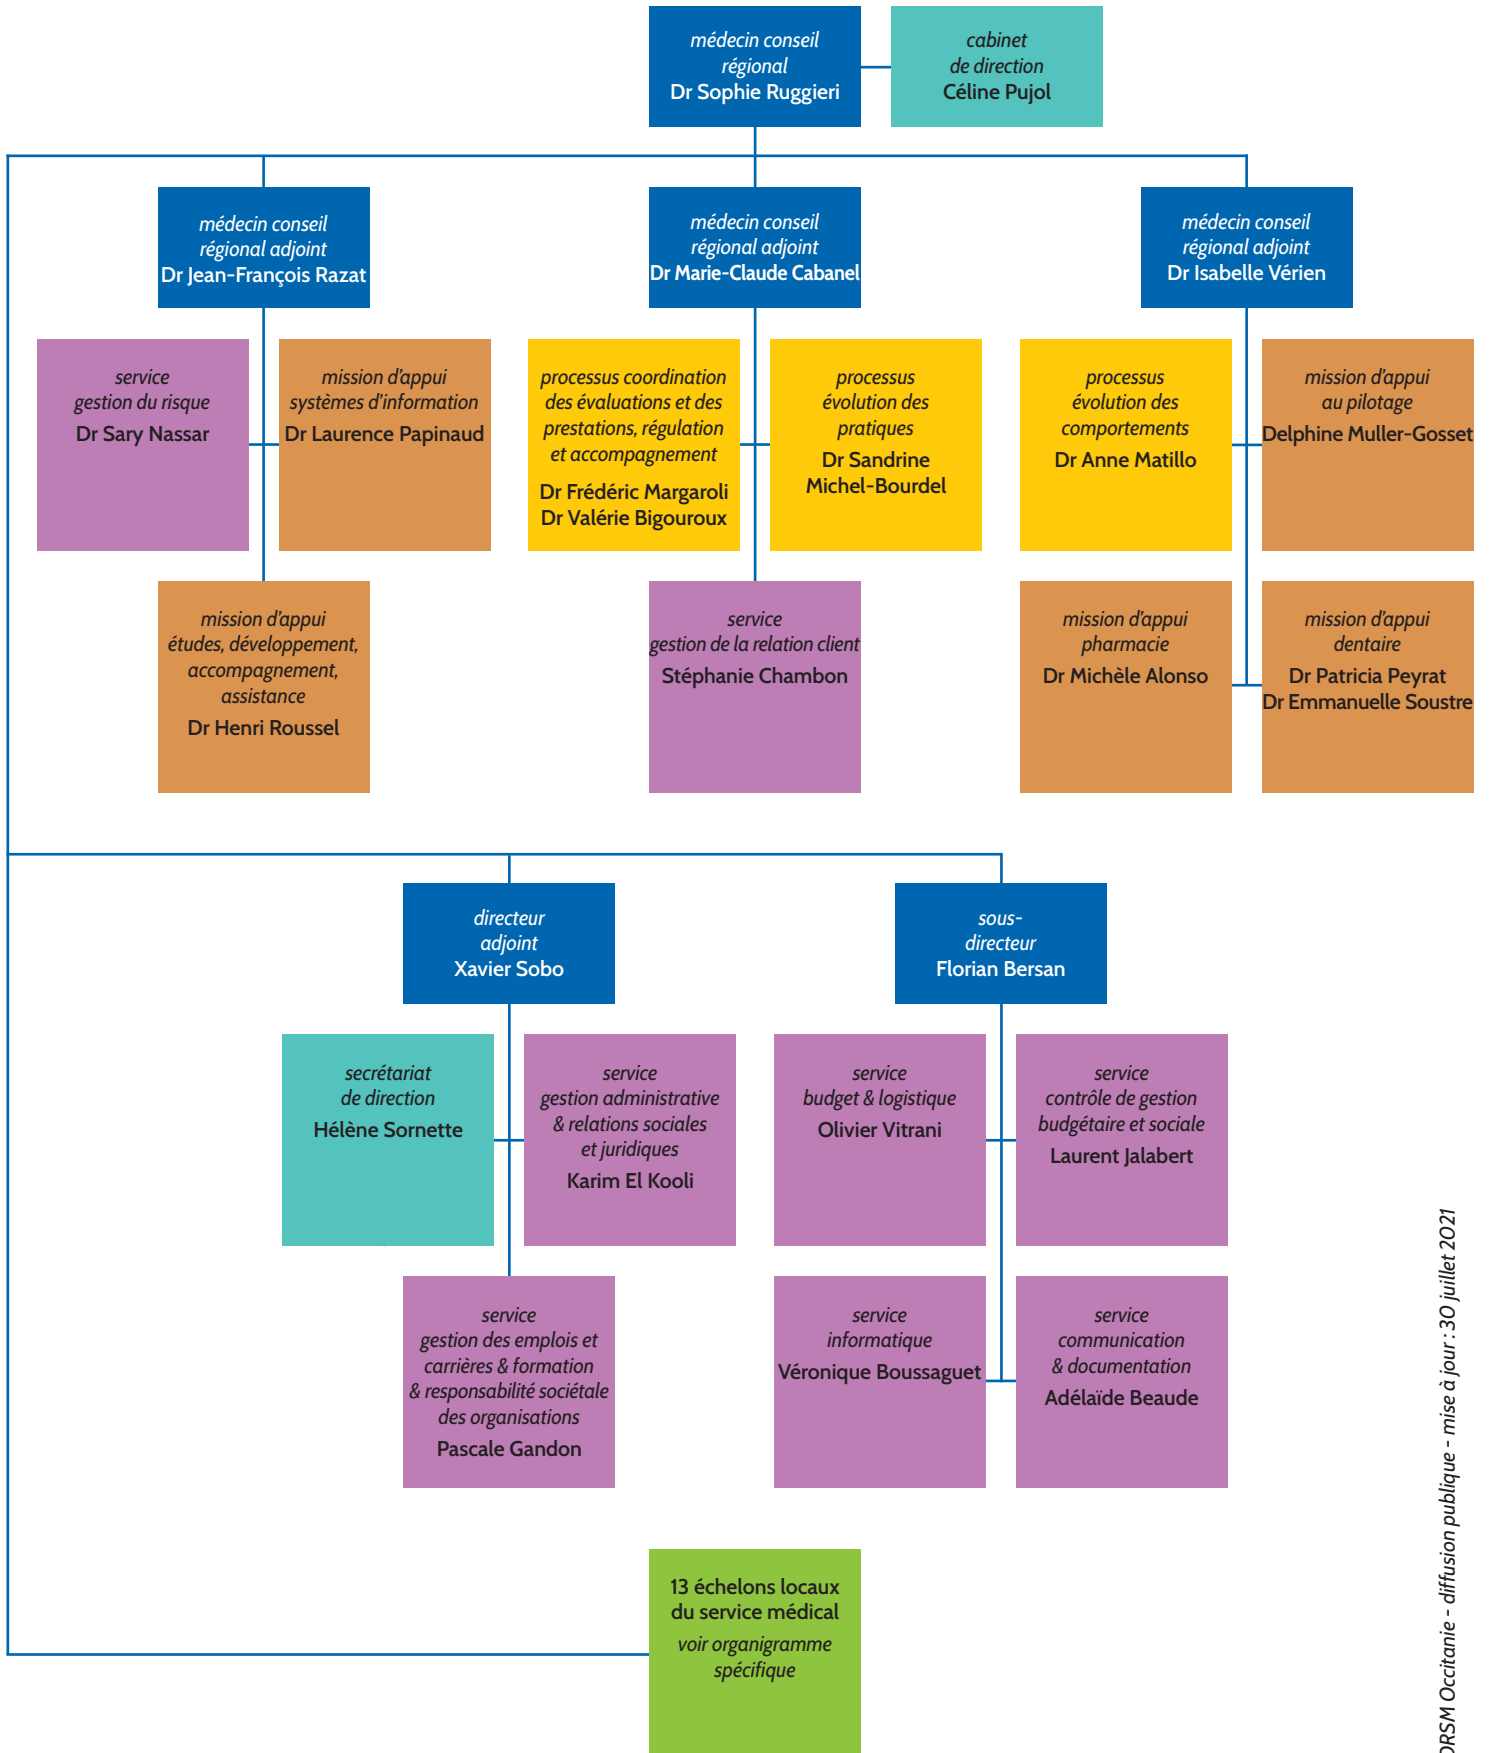 médecin conseil
régional
Dr Sophie Ruggieri
cabinet
de direction
Céline Pujol
médecin conseil
régional adjoint
Dr Jean-François Razat
médecin conseil
régional adjoint
Dr Marie-Claude Cabanel
médecin conseil
régional adjoint
Dr Isabelle Vérien
service
gestion du risque
Dr Sary Nassar
mission d'appui
systèmes d'information
Dr Laurence Papinaud
processus coordination
des évaluations et des
prestations, régulation
et accompagnement
Dr Frédéric Margaroli
Dr Valérie Bigouroux
processus
évolution des
pratiques
Dr Sandrine
Michel-Bourdel
processus
évolution des
comportements
Dr Anne Matillo
mission d'appui
au pilotage
Delphine Muller-Gosset
mission d'appui
études, développement,
accompagnement,
assistance
Dr Henri Roussel
service
gestion de la relation client
Stéphanie Chambon
mission d'appui
pharmacie
Dr Michèle Alonso
mission d'appui
dentaire
Dr Patricia Peyrat
Dr Emmanuelle Soustre
directeur
adjoint
Xavier Sobo
sous-
directeur
Florian Bersan
secrétariat
de direction
Hélène Sornette
service
gestion administrative
& relations sociales
et juridiques
Karim El Kooli
service
budget & logistique
Olivier Vitrani
service
contrôle de gestion
budgétaire et sociale
Laurent Jalabert
service
gestion des emplois et
carrières & formation
& responsabilité sociétale
des organisations
Pascale Gandon
service
informatique
Véronique Boussaguet
service
communication
& documentation
Adélaïde Beaude
13 échelons locaux
du service médical
voir organigramme
spécifique
DRSM Occitanie - diffusion publique - mise à jour : 30 juillet 2021